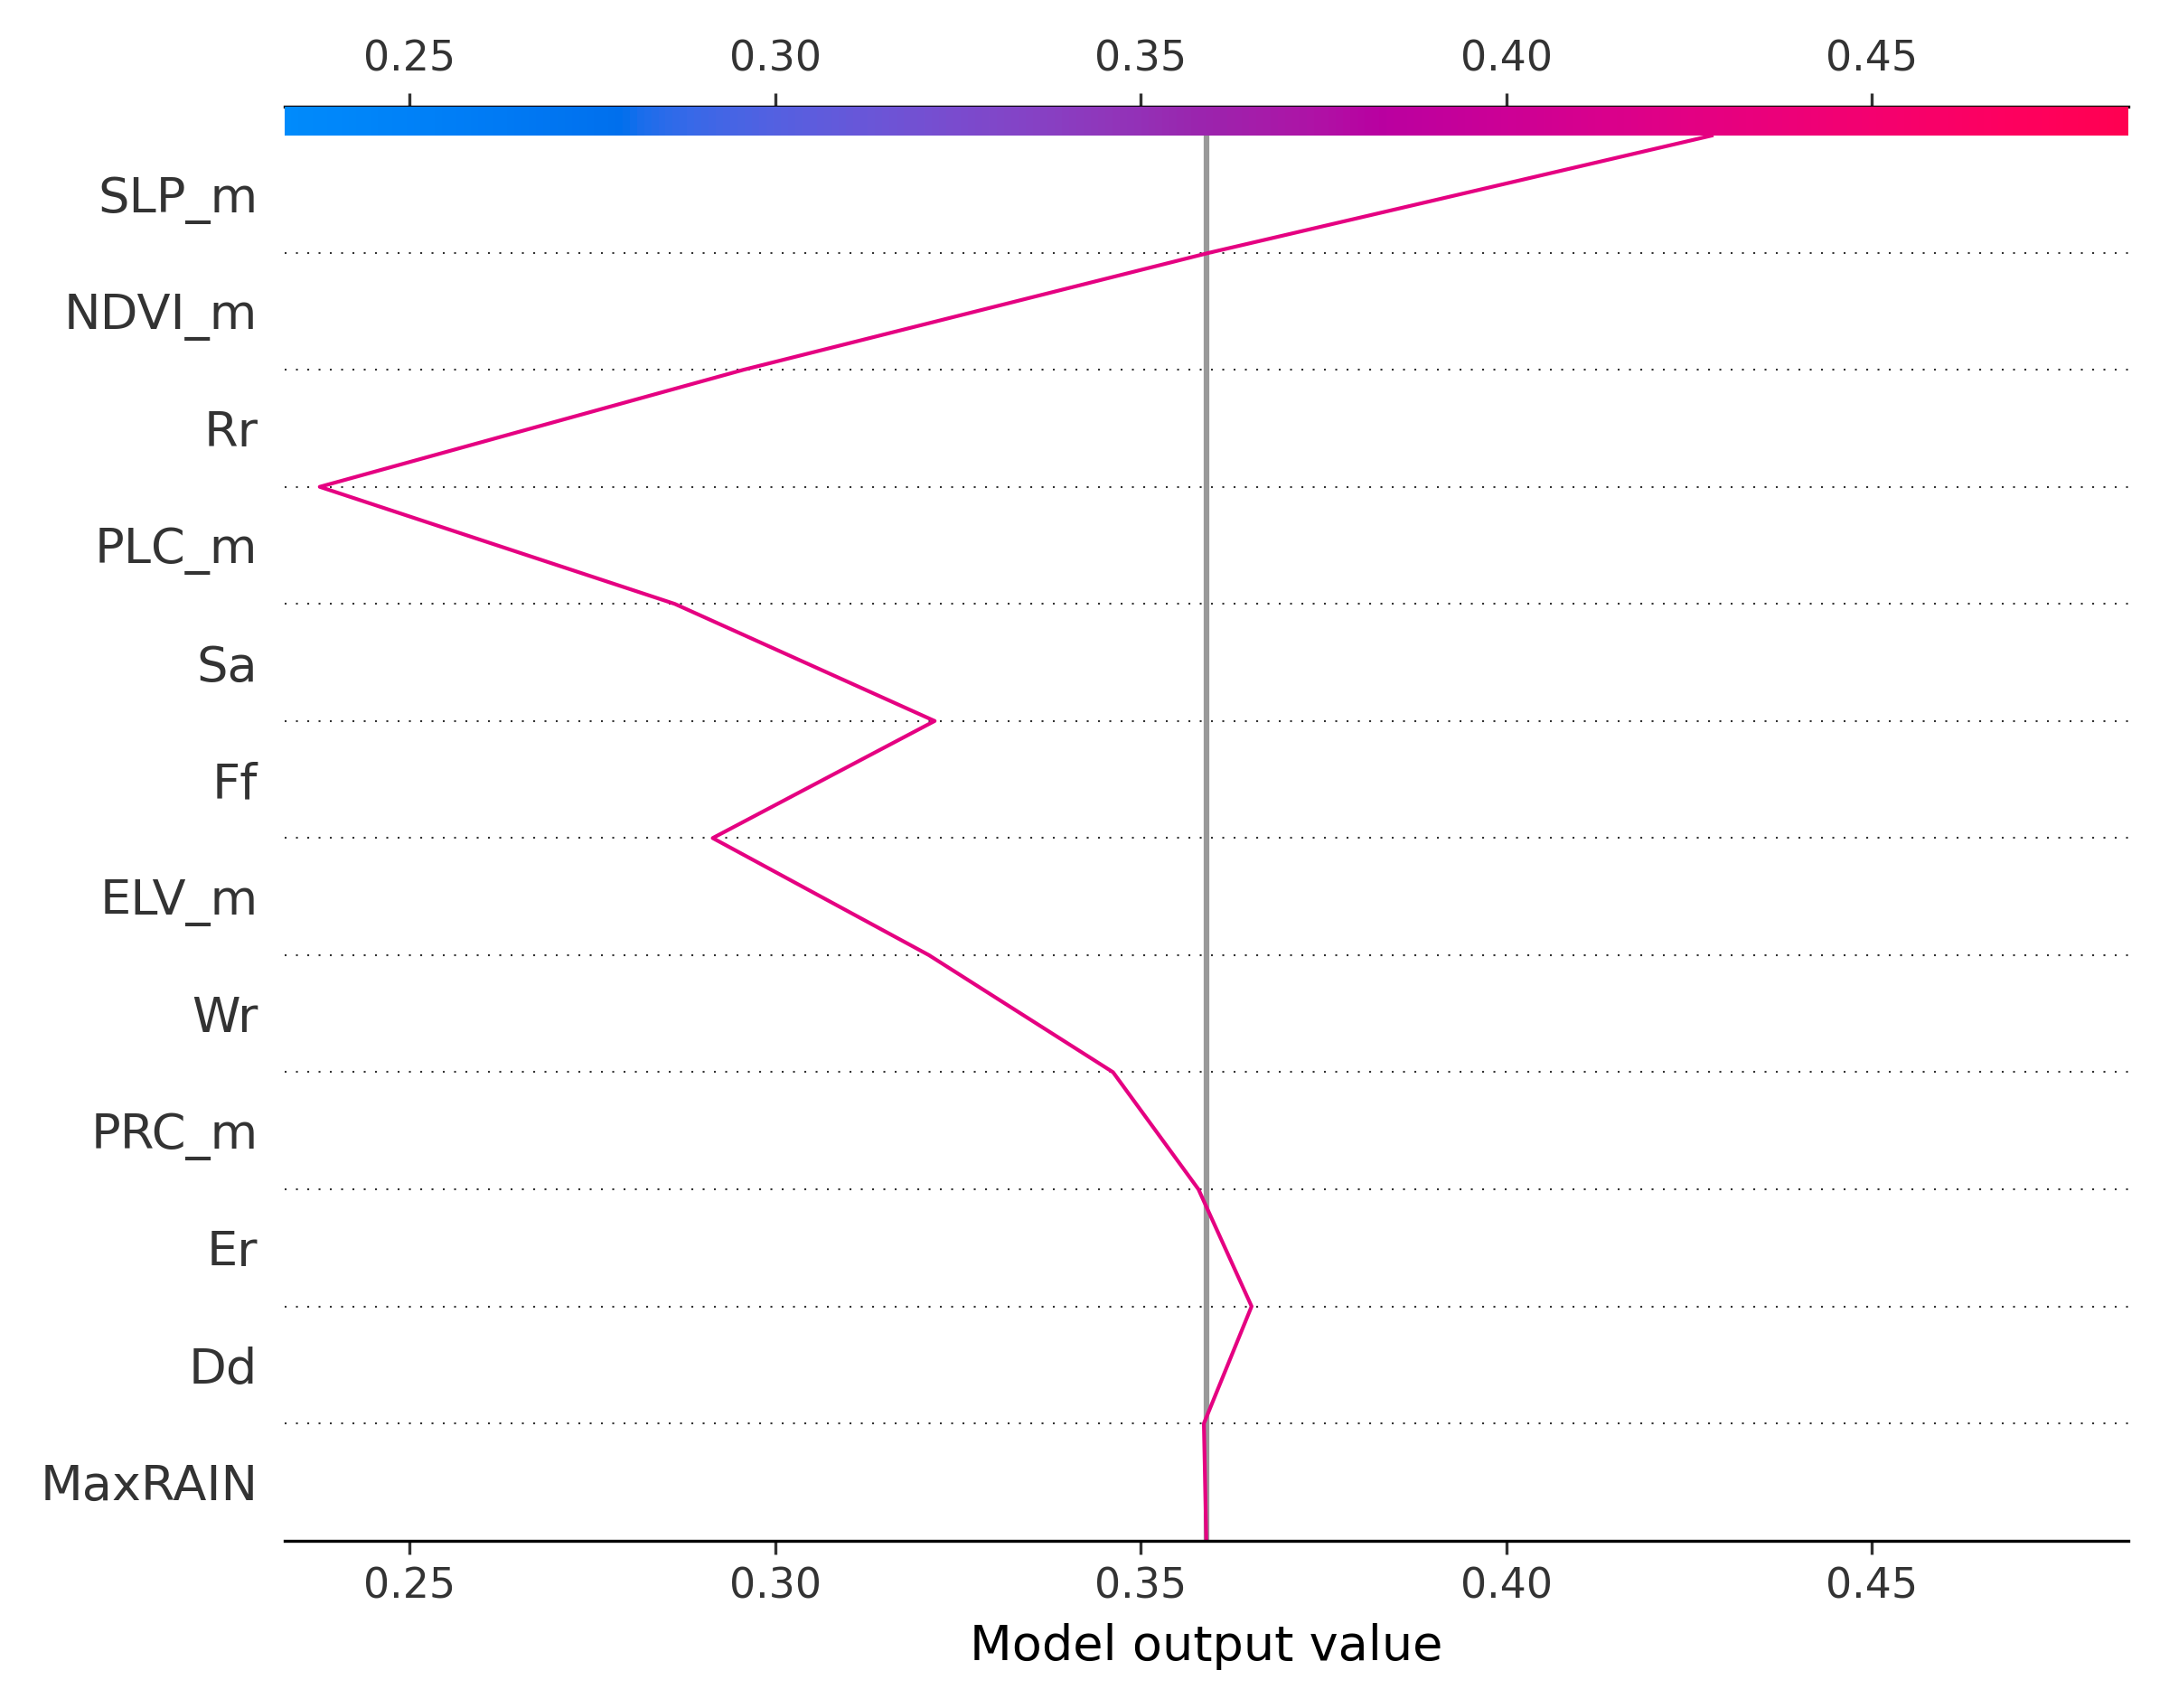 0.25 0.30 0.35 0.40 0.45
SLP_m
NDVI_m
Rr
PLC_m
Sa
Ff
ELV_m
Wr
PRC_m
Er
Dd
MaxRAIN
0.25 0.30 0.35 0.40 0.45
Model output value